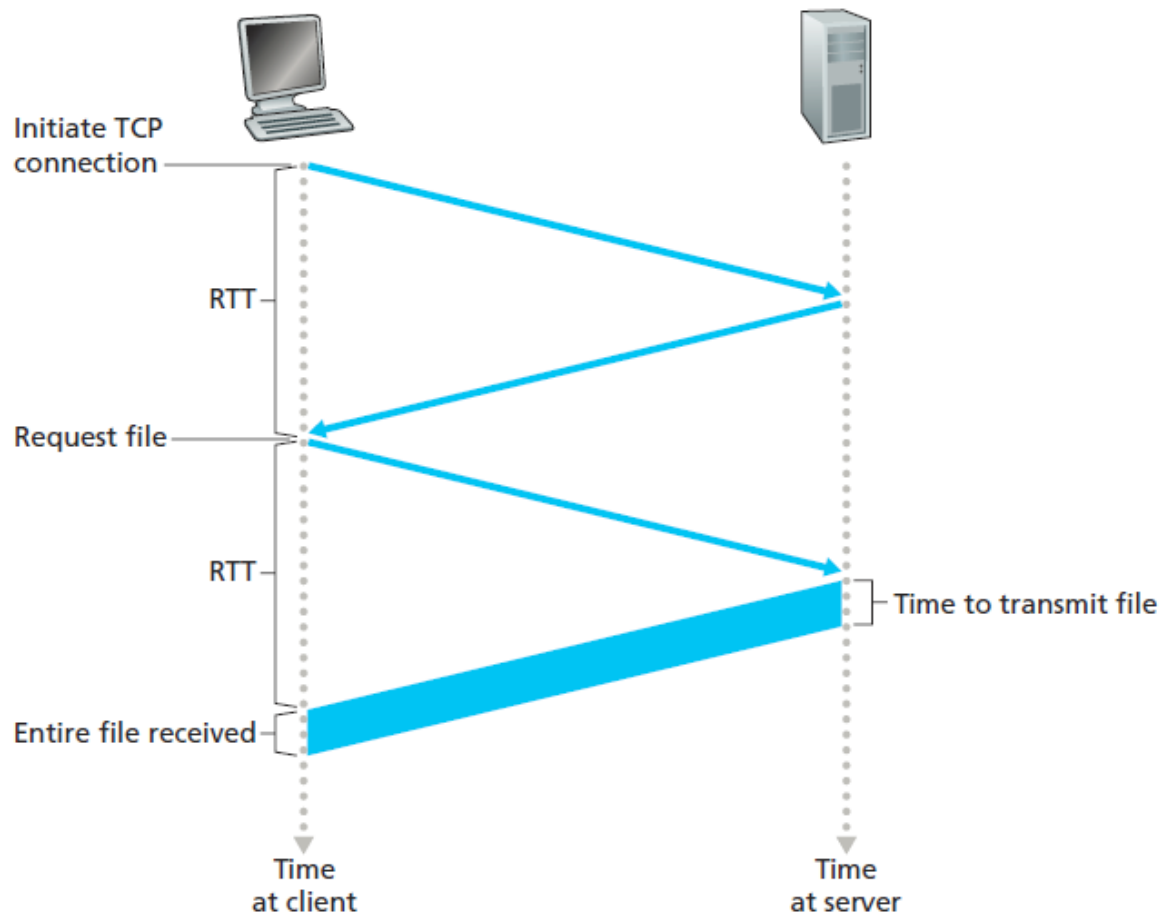 Initiate TCP
connection
RTT
Request file
RTT
Time to transmit file
Entire file received
Time
at client
Time
at server